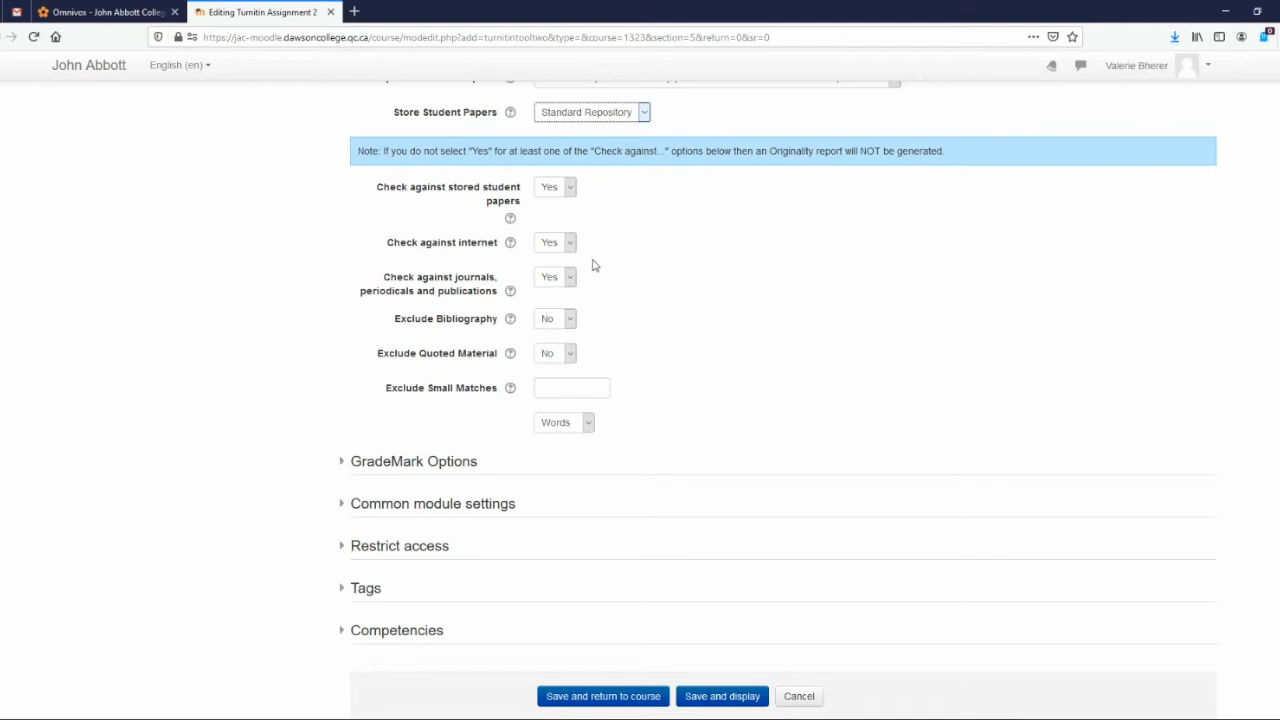 Omnivox - John Abbott Colleg
Editing Turnitin Assignment 2
https://jac-moodle.dawsoncollege.qc.ca/course/modedit.php?add=turnitintooltwo&type=&course=1323&section=5&return=0&sr=0
John Abbott
English (en)
Valerie Bherer
Store Student Papers
Standard Repository
Note: If you do not select "Yes" for at least one of the "Check against..." options below then an Originality report will NOT be generated.
Check against stored student
papers
Yes
Check against internet
Yes
Check against journals,
periodicals and publications
Yes
Exclude Bibliography
No
Exclude Quoted Material
No
Exclude Small Matches
Words
GradeMark Options
Common module settings
Restrict access
Tags
Competencies
Save and return to course
Save and display
Cancel